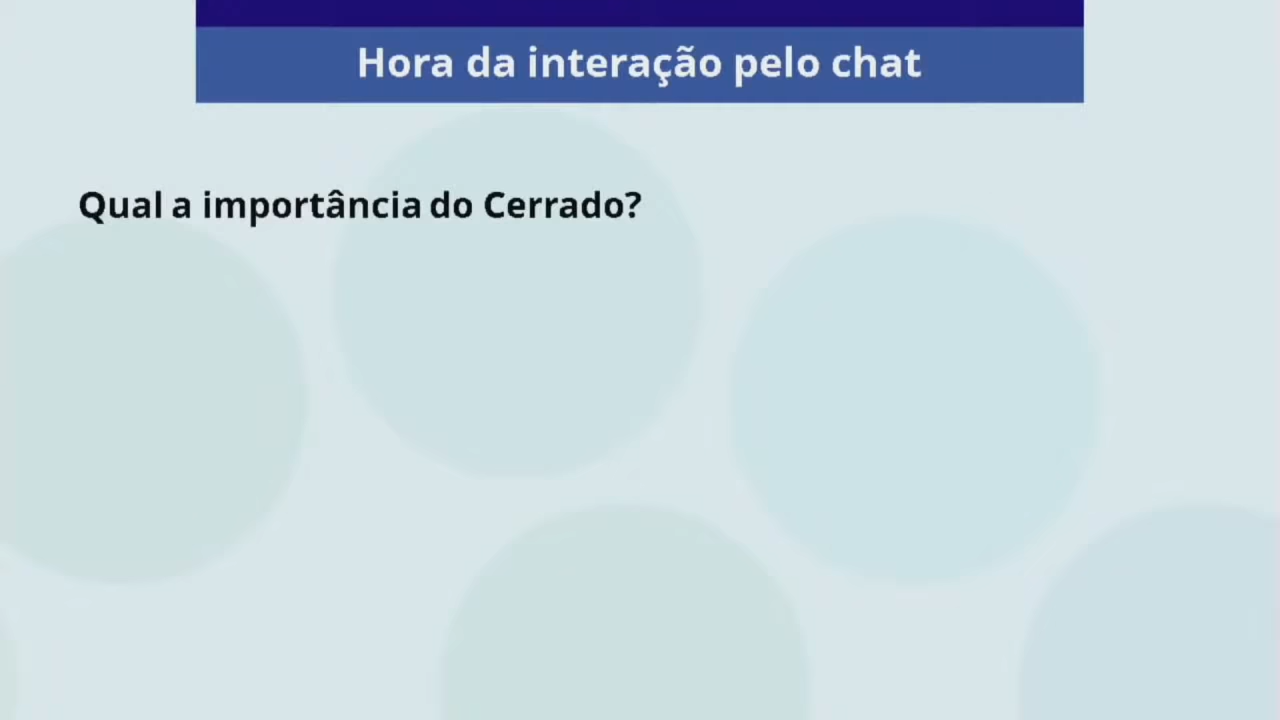 Hora da interação pelo chat
Qual a importância do Cerrado?